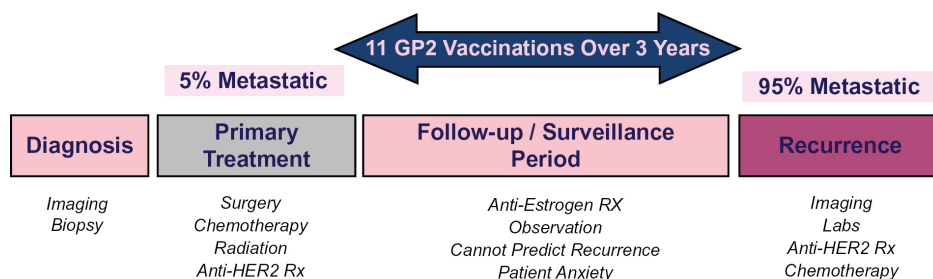 11 GP2 Vaccinations Over 3 Years
5% Metastatic
95% Metastatic
Diagnosis
Primary
Treatment
Follow-up / Surveillance
Period
Recurrence
Imaging
Biopsy
Surgery
Chemotherapy
Radiation
Anti-HER2 Rx
Anti-Estrogen RX
Observation
Cannot Predict Recurrence
Patient Anxiety
Imaging
Labs
Anti-HER2 Rx
Chemotherapy